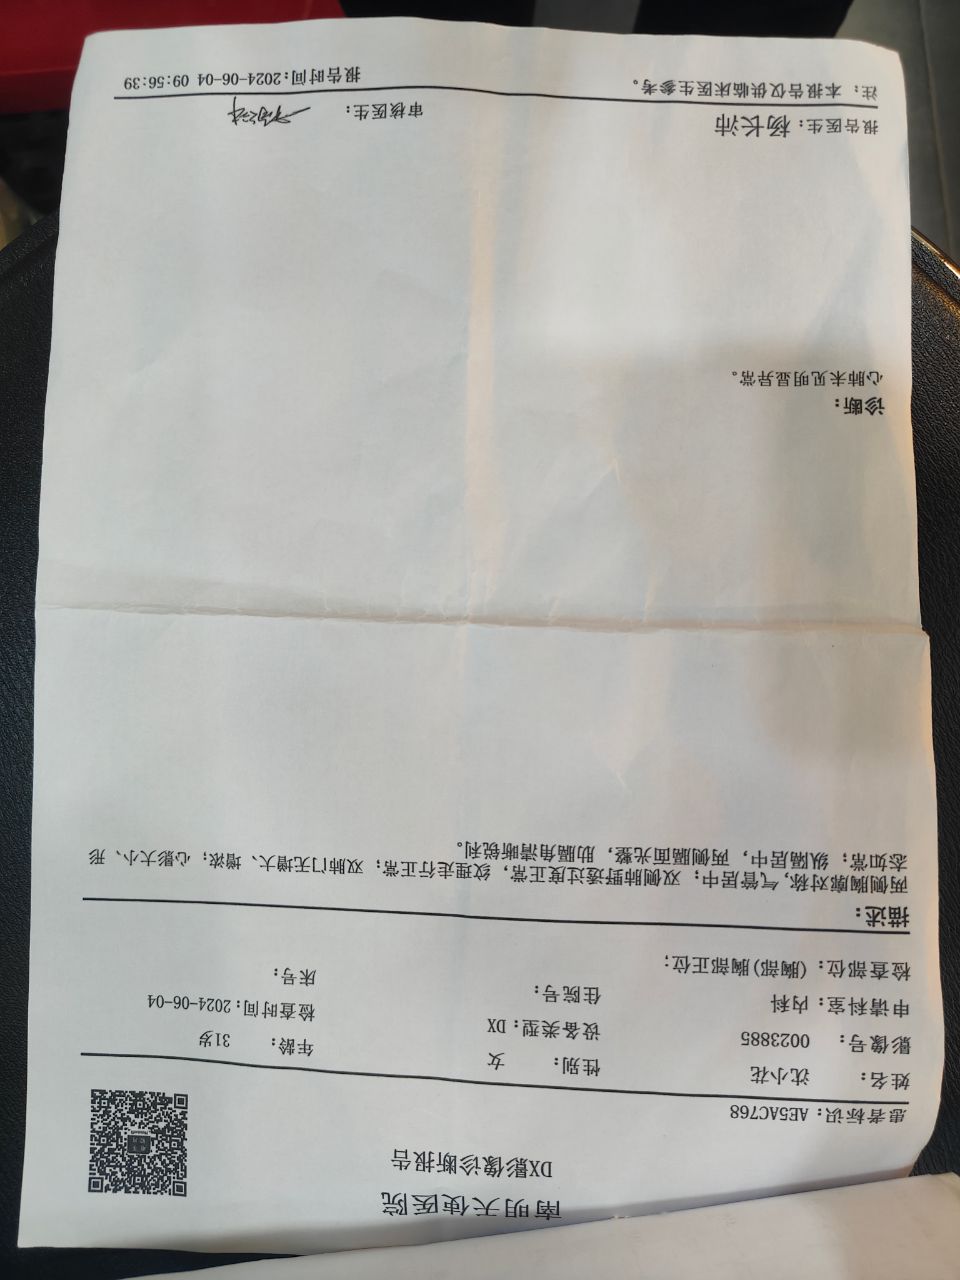 南明天使医院
DX影像诊断报告
患者标识：AE5AC768
姓名： 沈小花 性别： 女 年龄： 31岁
影像号： 0023885 设备类型：DX 检查时间：2024-06-04
申请科室：内科 住院号： 床号：
检查部位：(胸部)胸部正位；
描述：
两侧胸廓对称，气管居中；双侧肺野透过度正常，纹理走行正常；双肺门无增大、增浓；心影大小、形
态如常；纵隔居中，两侧膈面光整，肋膈角清晰锐利。
诊断：
心肺未见明显异常。
报告医生：杨长沛 审核医生：
注：本报告仅供临床医生参考。 报告时间：2024-06-04 09:56:39